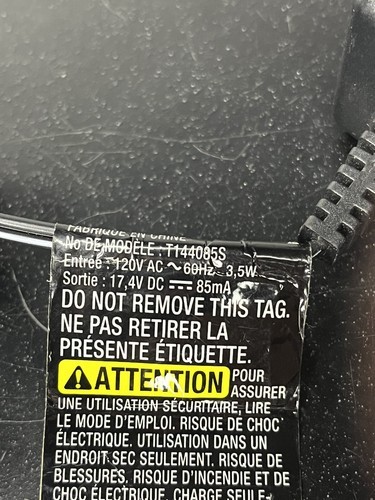 FABRIQUÉ EN CHINE
No DE MODÈLE : T144085S
Entrée : 120V AC ~ 60Hz 3,5W
Sortie : 17,4V DC ⎓ 85mA
DO NOT REMOVE THIS TAG.
NE PAS RETIRER LA
PRÉSENTE ÉTIQUETTE.
⚠ATTENTION POUR
ASSURER
UNE UTILISATION SÉCURITAIRE, LIRE
LE MODE D'EMPLOI. RISQUE DE CHOC
ÉLECTRIQUE. UTILISATION DANS UN
ENDROIT SEC SEULEMENT. RISQUE DE
BLESSURES, RISQUE D'INCENDIE ET DE
CHOC ÉLECTRIQUE. CHARGE SEULE-